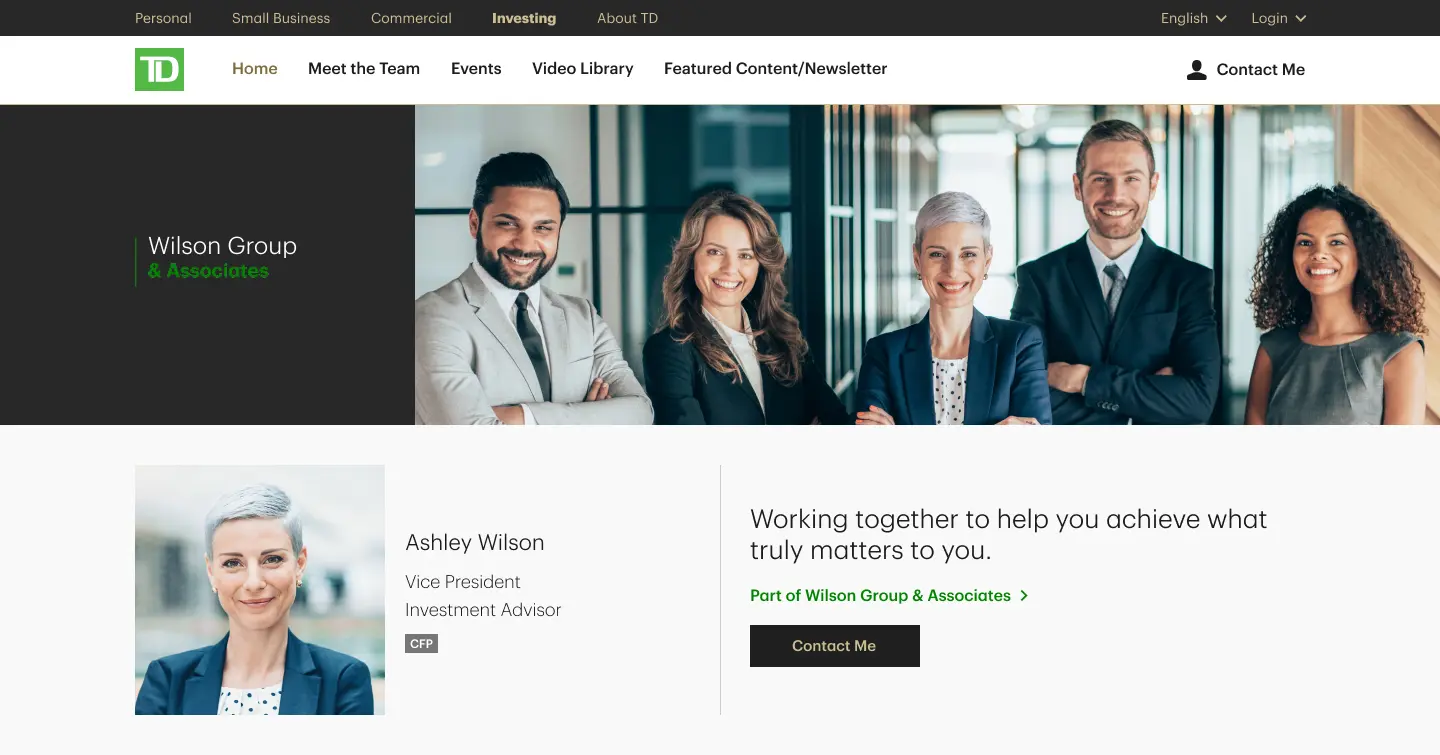 Personal Small Business Commercial Investing About TD English Login
TD Home Meet the Team Events Video Library Featured Content/Newsletter Contact Me
Wilson Group
& Associates
Ashley Wilson
Vice President
Investment Advisor
CFP
Working together to help you achieve what
truly matters to you.
Part of Wilson Group & Associates
Contact Me